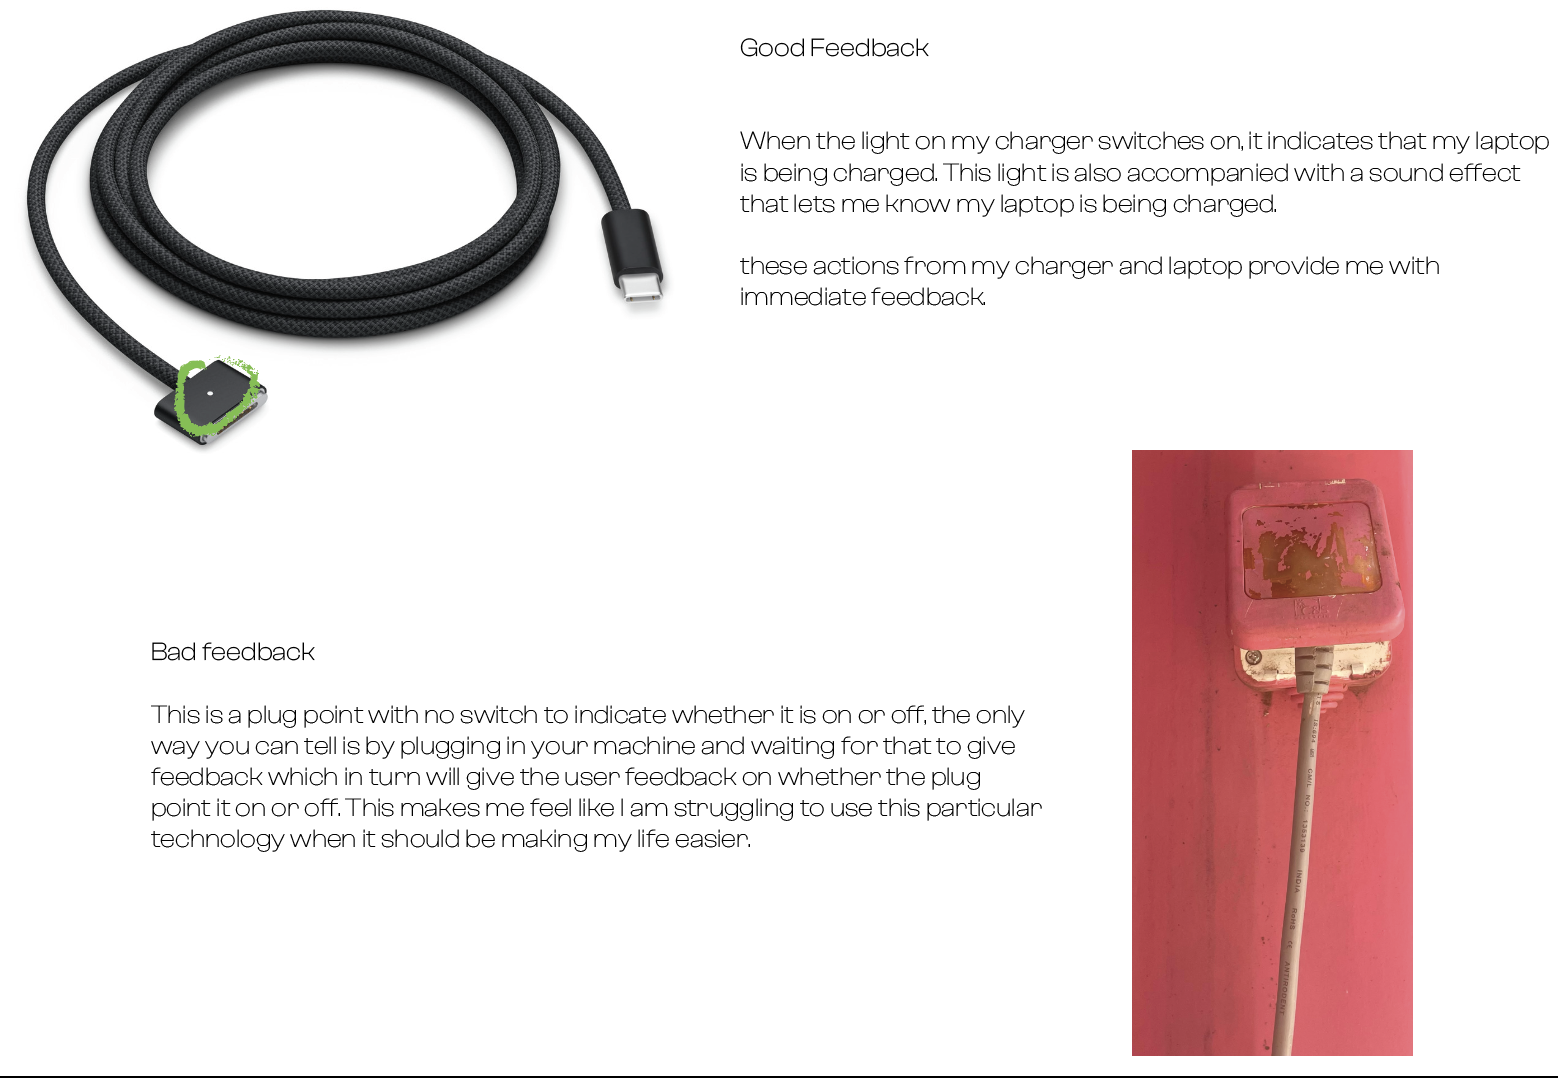 Good Feedback
When the light on my charger switches on, it indicates that my laptop
is being charged. This light is also accompanied with a sound effect
that lets me know my laptop is being charged.
these actions from my charger and laptop provide me with
immediate feedback.
Bad feedback
This is a plug point with no switch to indicate whether it is on or off, the only
way you can tell is by plugging in your machine and waiting for that to give
feedback which in turn will give the user feedback on whether the plug
point it on or off. This makes me feel like I am struggling to use this particular
technology when it should be making my life easier.
INDIA RoHS CE ANTIRODENT